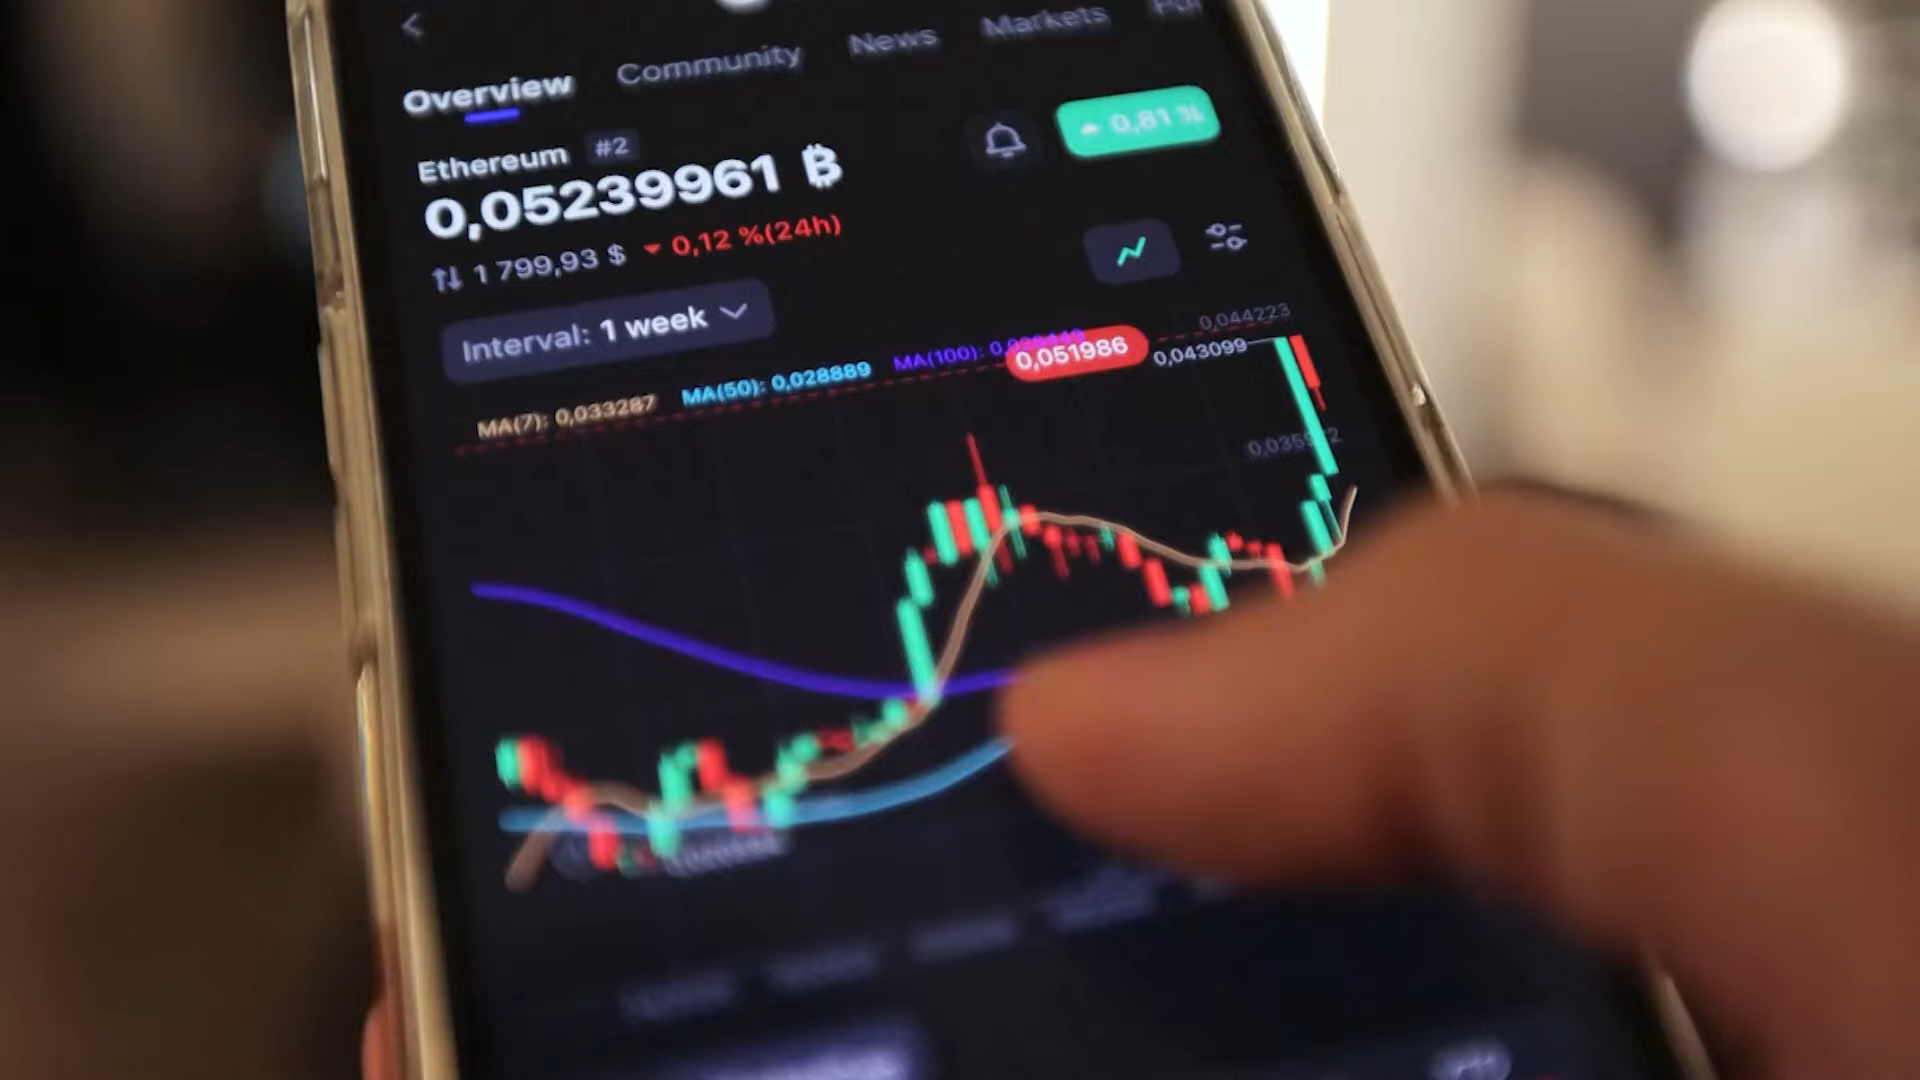 Overview Community News Markets
Ethereum #2
0,05239961 ₿
0,81 %
1 799,93 $ 0,12 %(24h)
Interval: 1 week
0,044223
MA(7): 0,033287 MA(50): 0,028889 MA(100):
0,051986
0,043099